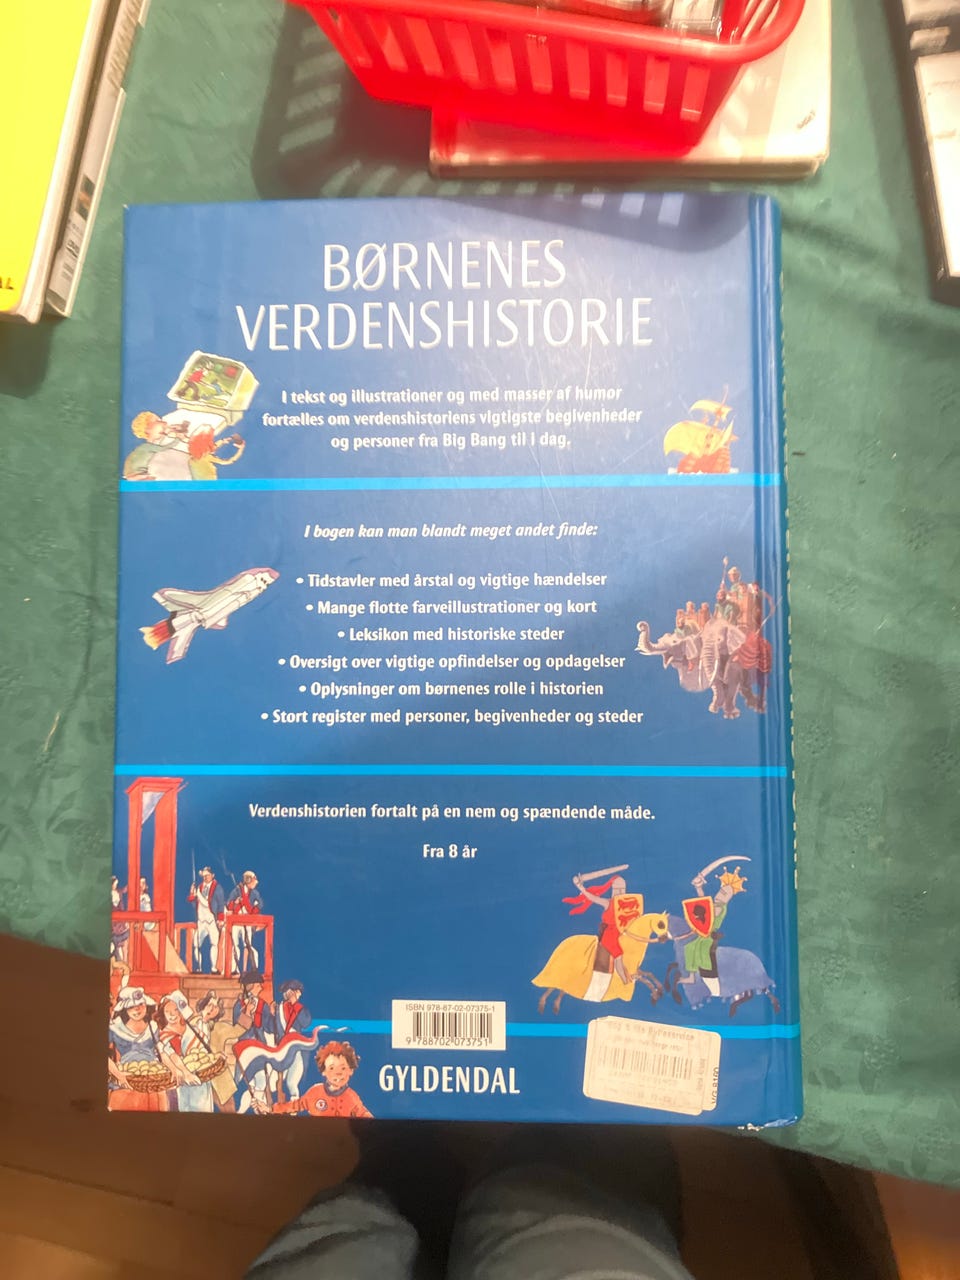 BØRNENES
VERDENSHISTORIE
I tekst og illustrationer og med masser af humor
fortælles om verdenshistoriens vigtigste begivenheder
og personer fra Big Bang til i dag.
I bogen kan man blandt meget andet finde:
• Tidstavler med årstal og vigtige hændelser
• Mange flotte farveillustrationer og kort
• Leksikon med historiske steder
• Oversigt over vigtige opfindelser og opdagelser
• Oplysninger om børnenes rolle i historien
• Stort register med personer, begivenheder og steder
Verdenshistorien fortalt på en nem og spændende måde.
Fra 8 år
ISBN 978-87-02-07375-1
9 788702 073751
GYLDENDAL